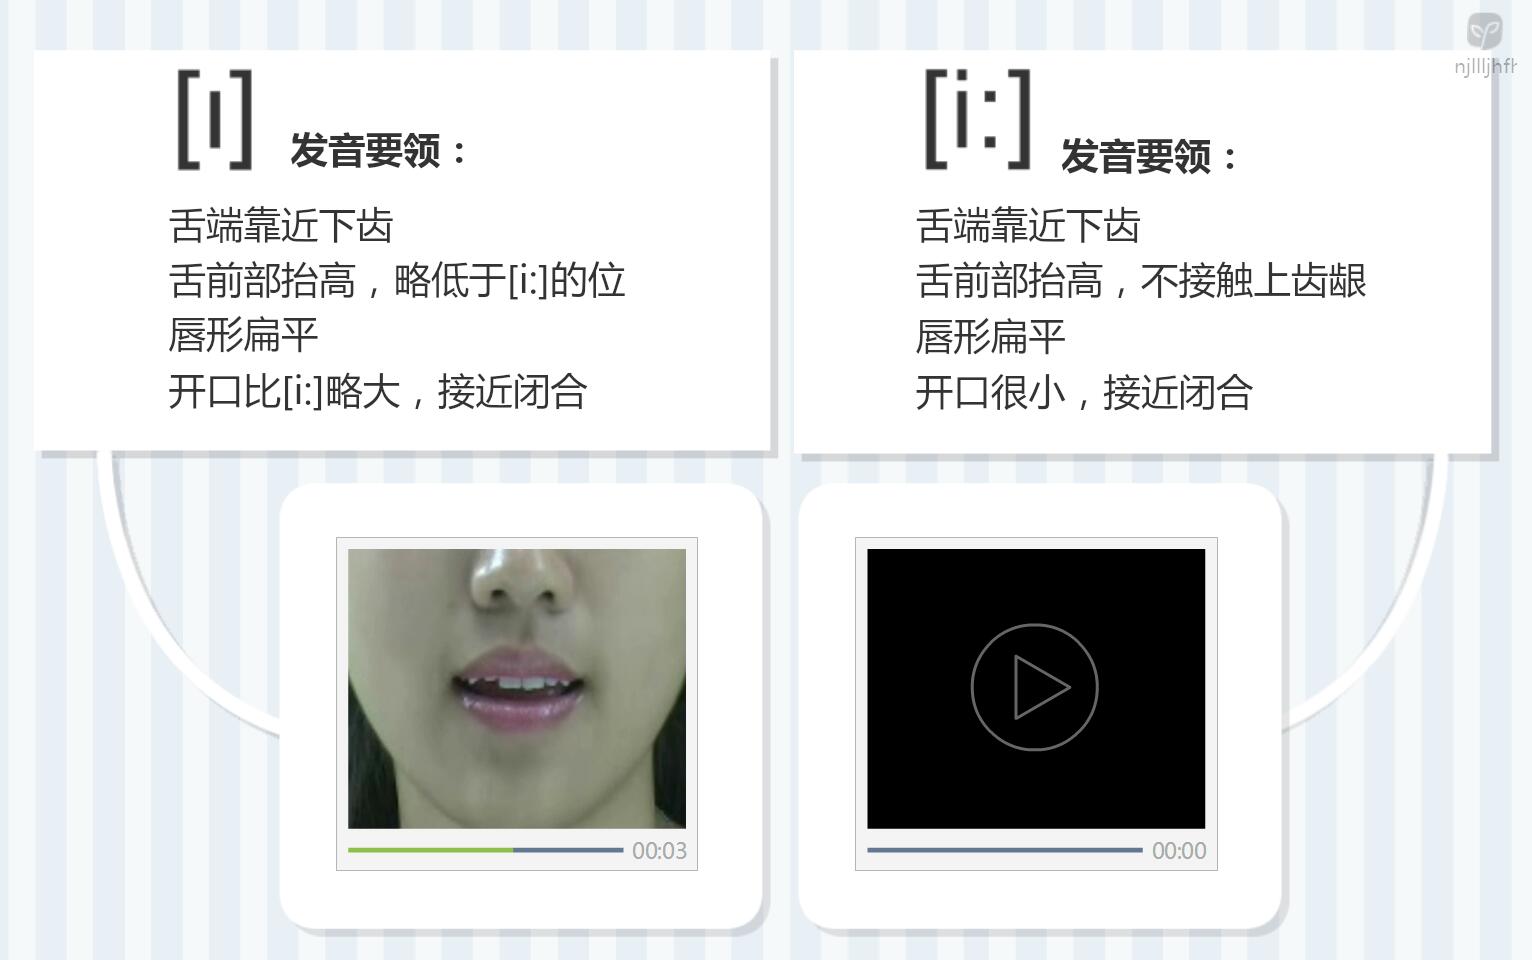 [ɪ] 发音要领：
舌端靠近下齿
舌前部抬高，略低于[i:]的位
唇形扁平
开口比[i:]略大，接近闭合
[i:] 发音要领：
舌端靠近下齿
舌前部抬高，不接触上齿龈
唇形扁平
开口很小，接近闭合
00:03
00:00